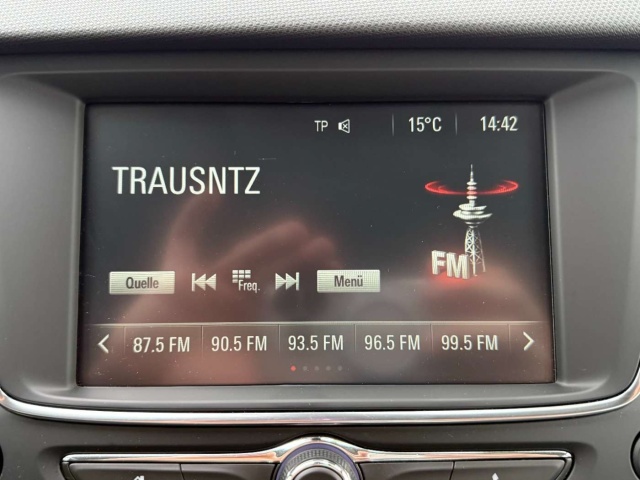 TP 15°C 14:42
TRAUSNTZ
FM
Quelle Freq. Menü
87.5 FM 90.5 FM 93.5 FM 96.5 FM 99.5 FM